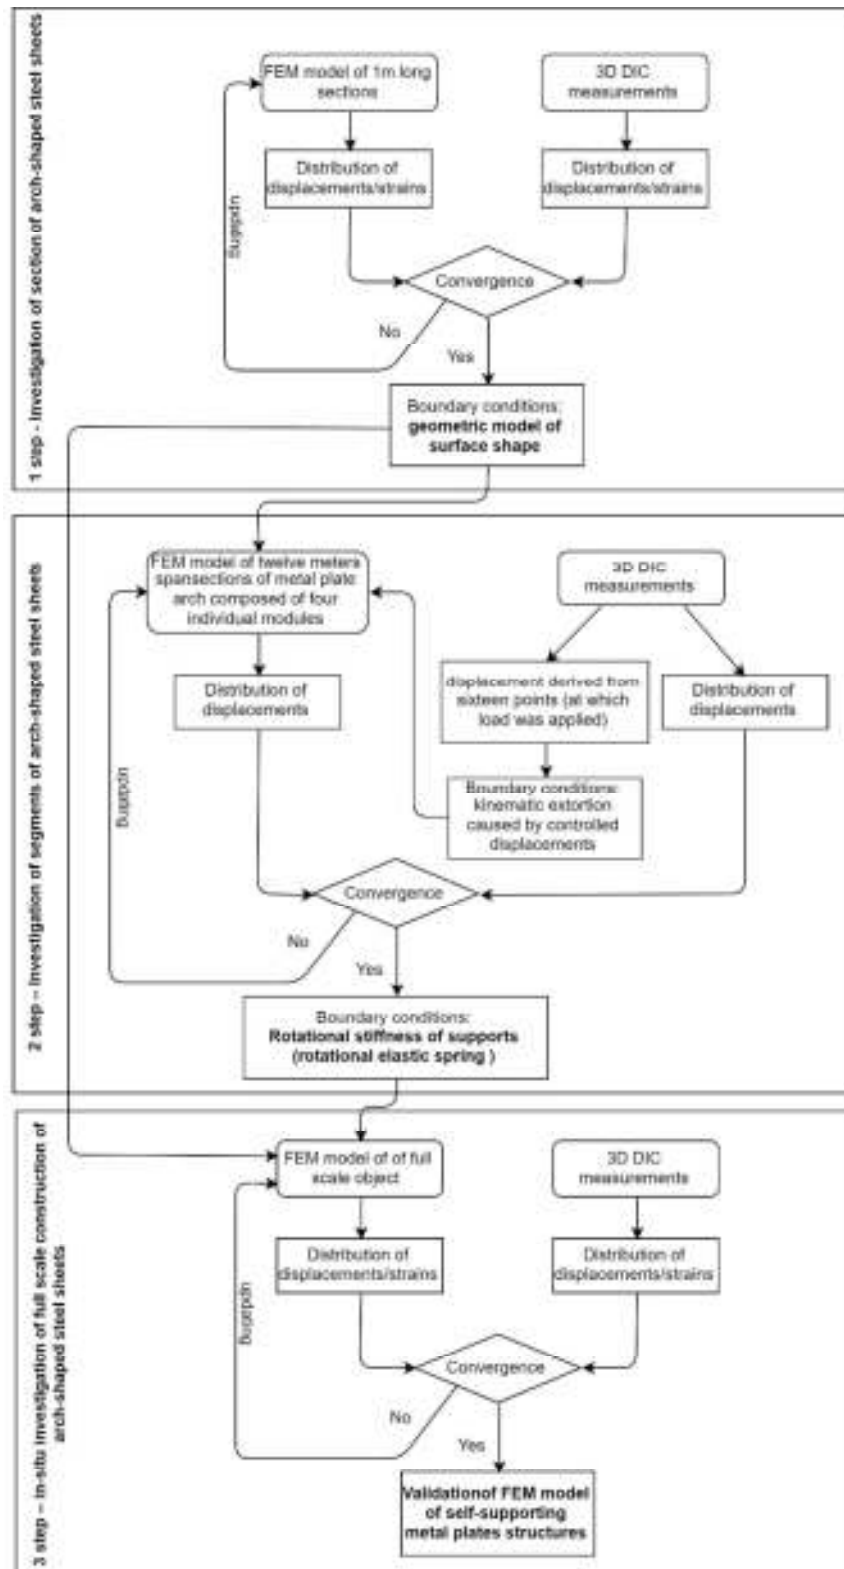 1 step - Investigation of section of arch-shaped steel sheets
FEM model of 1m long
sections
3D DIC
measurements
Distribution of
displacements/strains
Distribution of
displacements/strains
updating
Convergence
No
Yes
Boundary conditions:
geometric model of
surface shape
2 step – Investigation of segments of arch-shaped steel sheets
FEM model of twelve meters
spansections of metal plate
arch composed of four
individual modules
3D DIC
measurements
Distribution of
displacements
displacement derived from
sixteen points (at which
load was applied)
Distribution of
displacements
updating
Boundary conditions:
kinematic extortion
caused by controlled
displacements
Convergence
No
Yes
Boundary conditions:
Rotational stiffness of supports
(rotational elastic spring )
3 step – in-situ investigation of full scale construction of
arch-shaped steel sheets
FEM model of of full
scale object
3D DIC
measurements
Distribution of
displacements/strains
Distribution of
displacements/strains
updating
Convergence
No
Yes
Validationof FEM model
of self-supporting
metal plates structures